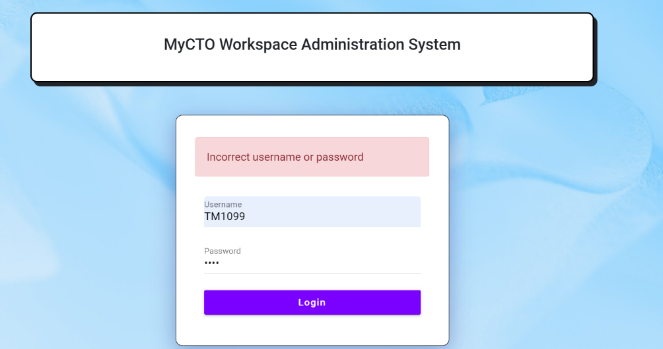 MyCTO Workspace Administration System
Incorrect username or password
Username
TM1099
Password
••••
Login